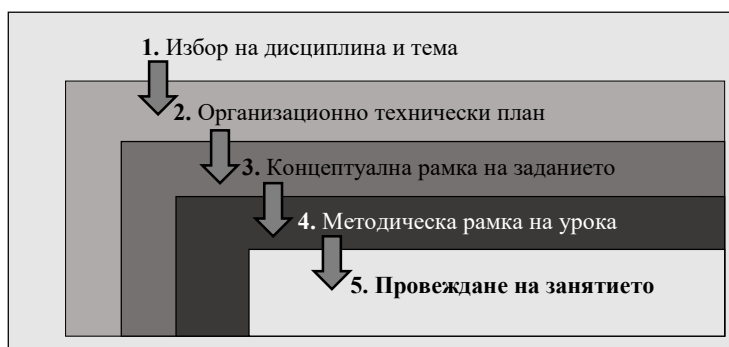 1. Избор на дисциплина и тема
2. Организационно технически план
3. Концептуална рамка на заданието
4. Методическа рамка на урока
5. Провеждане на занятието